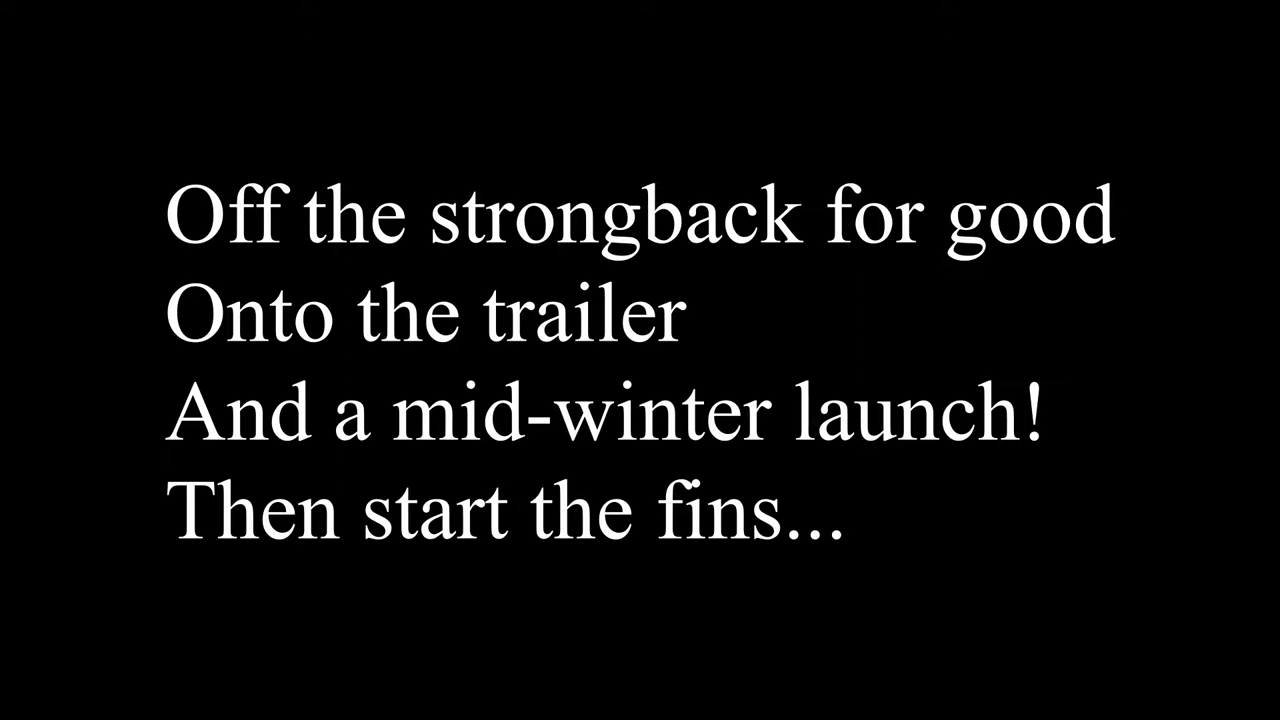 Off the strongback for good
Onto the trailer
And a mid-winter launch!
Then start the fins...